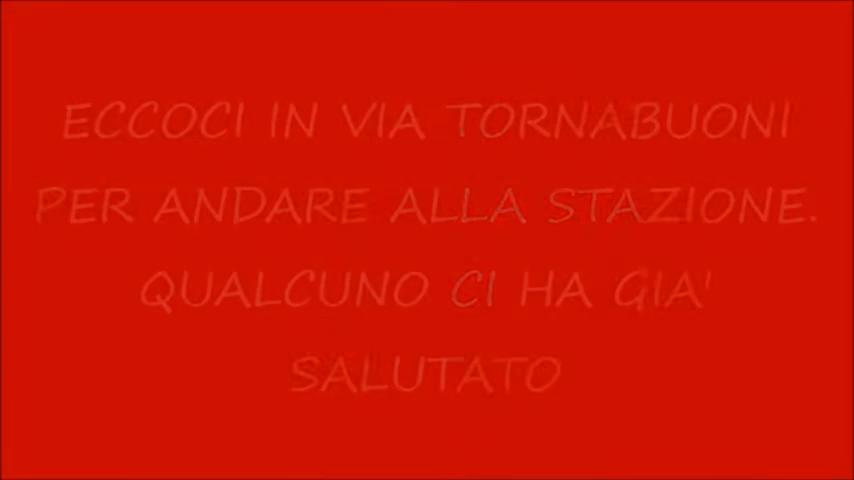 ECCOCI IN VIA TORNABUONI
PER ANDARE ALLA STAZIONE.
QUALCUNO CI HA GIA'
SALUTATO